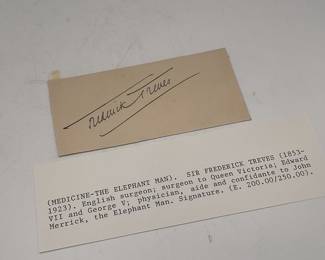 Frederick Treves
(MEDICINE-THE ELEPHANT MAN). SIR FREDERICK TREVES (1853-
1923). English surgeon; surgeon to Queen Victoria; Edward
VII and George V; physician, aide and confidante to John
Merrick, the Elephant Man. Signature. (E. 200.00/250.00).